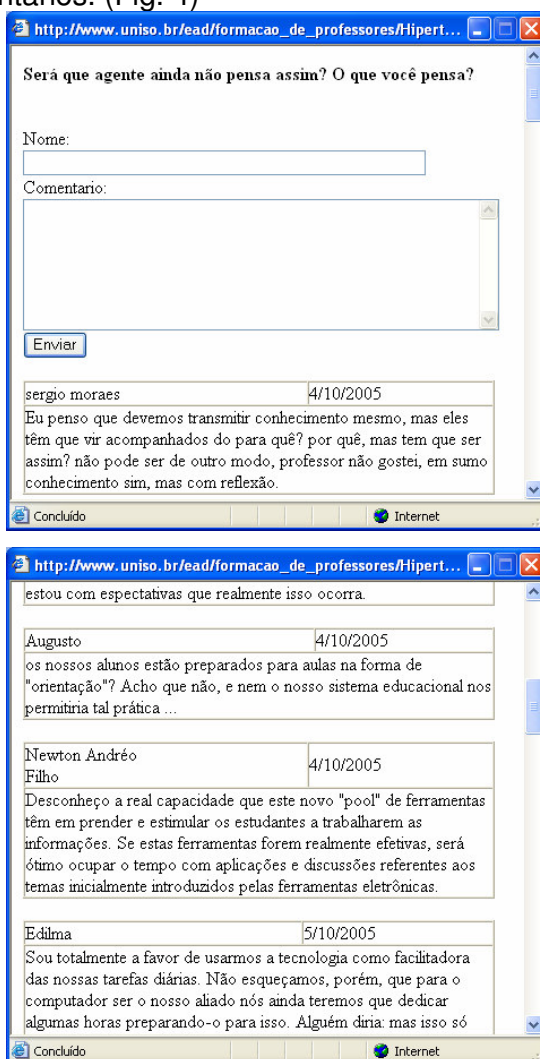 ntários. (Fig. 4)
http://www.uniso.br/ead/formacao_de_professores/Hipert...
Será que agente ainda não pensa assim? O que você pensa?
Nome:
Comentario:
Enviar
sergio moraes 4/10/2005
Eu penso que devemos transmitir conhecimento mesmo, mas eles
têm que vir acompanhados do para quê? por quê, mas tem que ser
assim? não pode ser de outro modo, professor não gostei, em sumo
conhecimento sim, mas com reflexão.
Concluído Internet
http://www.uniso.br/ead/formacao_de_professores/Hipert...
estou com espectativas que realmente isso ocorra.
Augusto 4/10/2005
os nossos alunos estão preparados para aulas na forma de
"orientação"? Acho que não, e nem o nosso sistema educacional nos
permitiria tal prática ...
Newton Andréo
Filho 4/10/2005
Desconheço a real capacidade que este novo "pool" de ferramentas
têm em prender e estimular os estudantes a trabalharem as
informações. Se estas ferramentas forem realmente efetivas, será
ótimo ocupar o tempo com aplicações e discussões referentes aos
temas inicialmente introduzidos pelas ferramentas eletrônicas.
Edilma 5/10/2005
Sou totalmente a favor de usarmos a tecnologia como facilitadora
das nossas tarefas diárias. Não esqueçamos, porém, que para o
computador ser o nosso aliado nós ainda teremos que dedicar
algumas horas preparando-o para isso. Alguém diria: mas isso só
Concluído Internet